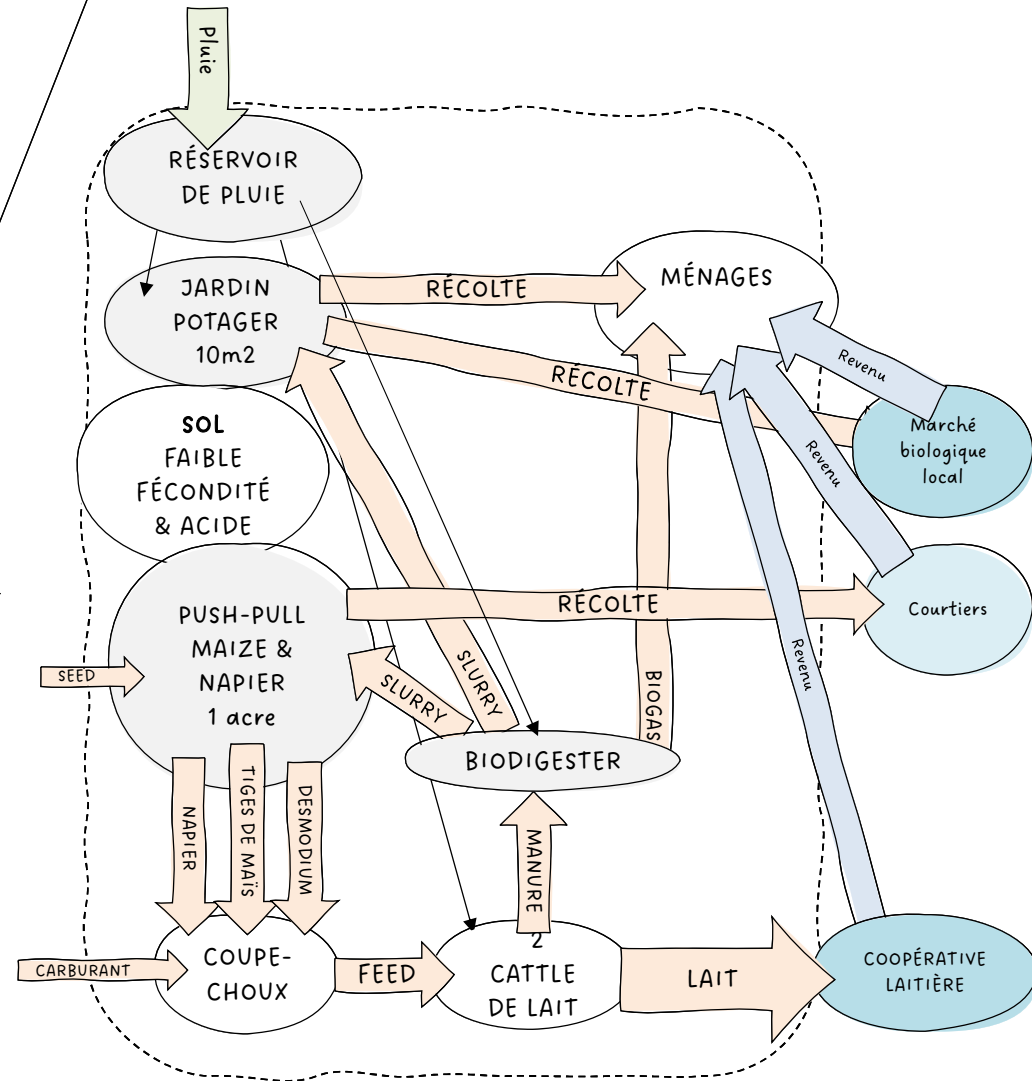 Pluie
RÉSERVOIR
DE PLUIE
JARDIN
POTAGER
10m2
RÉCOLTE
MÉNAGES
RÉCOLTE
Revenu
Marché
biologique
local
SOL
FAIBLE
FÉCONDITÉ
& ACIDE
Revenu
PUSH-PULL
MAIZE &
NAPIER
1 acre
RÉCOLTE
Courtiers
SEED
SLURRY
SLURRY
BIOGAS
Revenu
BIODIGESTER
NAPIER
TIGES DE MAÏS
DESMODIUM
MANURE
CARBURANT
COUPE-
CHOUX
FEED
2
CATTLE
DE LAIT
LAIT
COOPÉRATIVE
LAITIÈRE